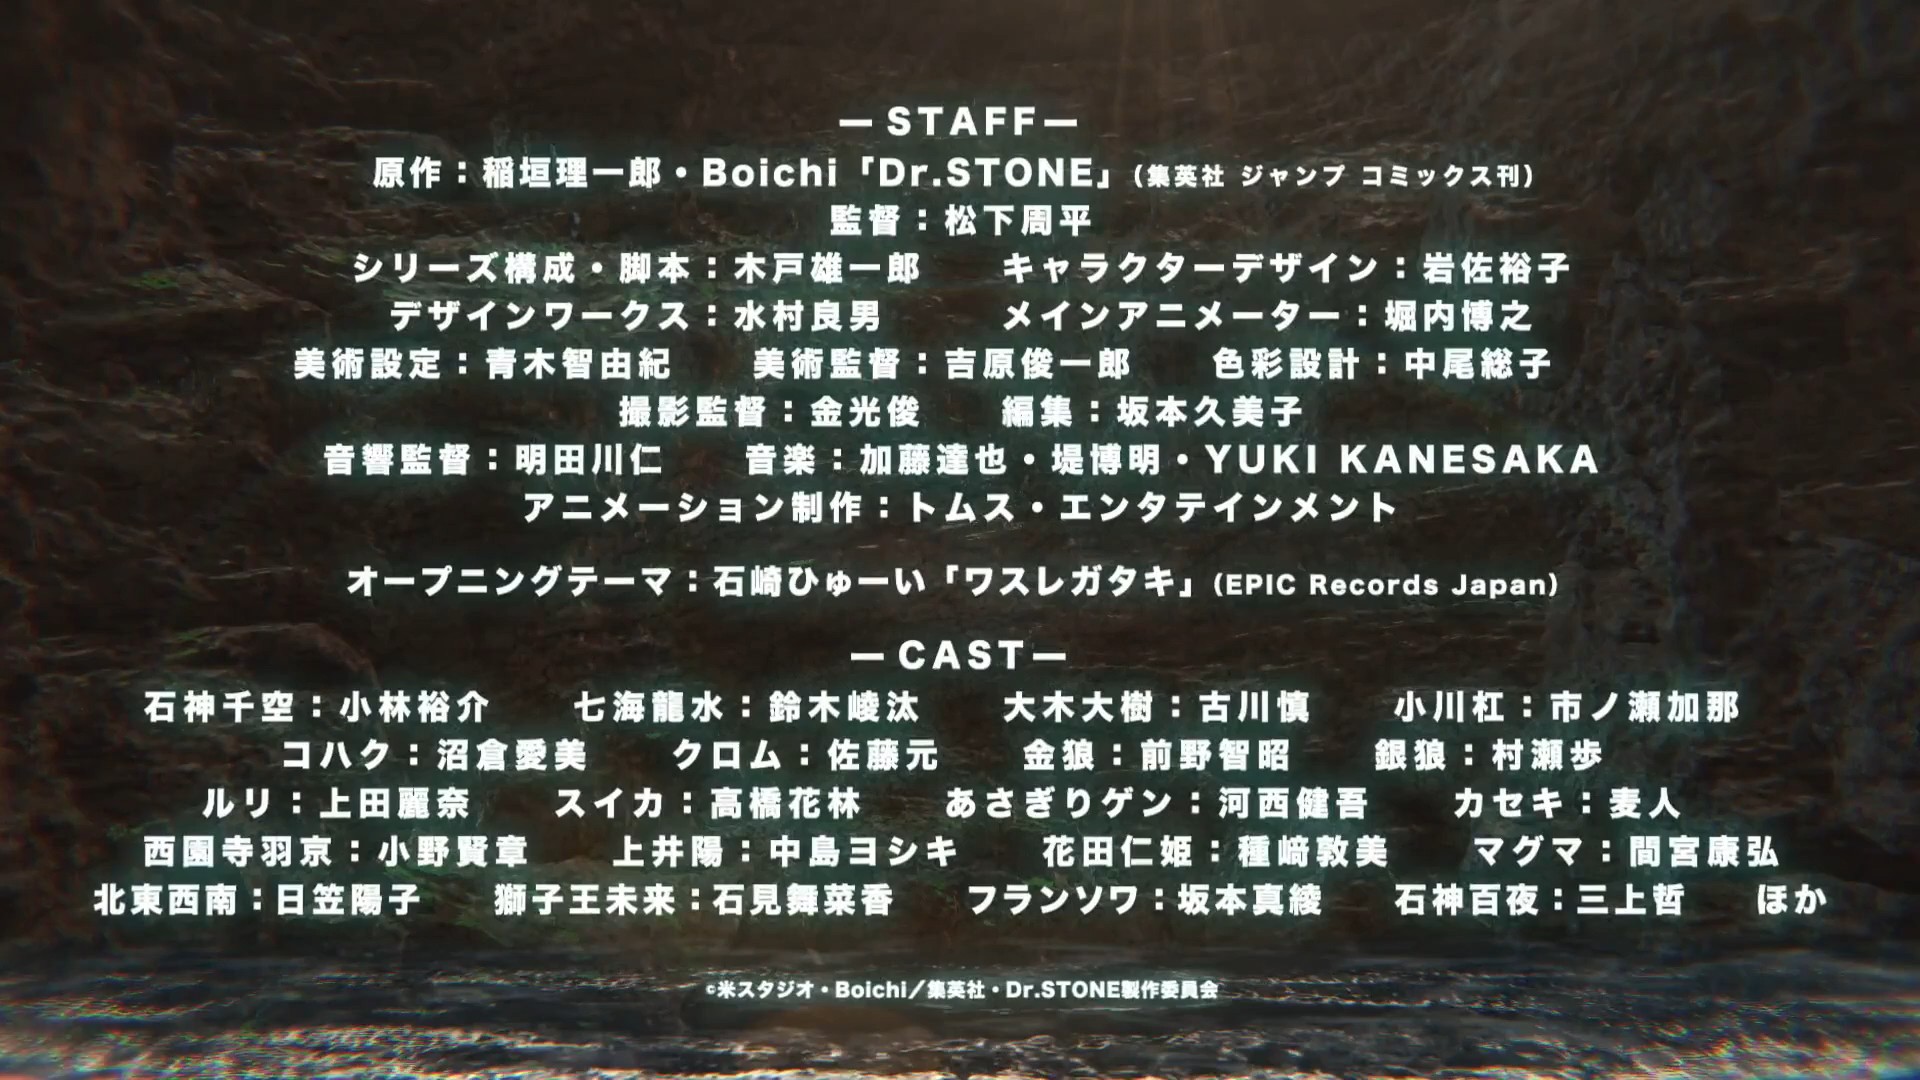 — STAFF —
原作：稲垣理一郎・Boichi「Dr.STONE」（集英社 ジャンプ コミックス刊）
監督：松下周平
シリーズ構成・脚本：木戸雄一郎　　キャラクターデザイン：岩佐裕子
デザインワークス：水村良男　　メインアニメーター：堀内博之
美術設定：青木智由紀　　美術監督：吉原俊一郎　　色彩設計：中尾総子
撮影監督：金光俊　　編集：坂本久美子
音響監督：明田川仁　　音楽：加藤達也・堤博明・YUKI KANESAKA
アニメーション制作：トムス・エンタテインメント
オープニングテーマ：石崎ひゅーい「ワスレガタキ」（EPIC Records Japan）
— CAST —
石神千空：小林裕介　　七海龍水：鈴木崚汰　　大木大樹：古川慎　　小川杠：市ノ瀬加那
コハク：沼倉愛美　　クロム：佐藤元　　金狼：前野智昭　　銀狼：村瀬歩
ルリ：上田麗奈　　スイカ：高橋花林　　あさぎりゲン：河西健吾　　カセキ：麦人
西園寺羽京：小野賢章　　上井陽：中島ヨシキ　　花田仁姫：種﨑敦美　　マグマ：間宮康弘
北東西南：日笠陽子　　獅子王未来：石見舞菜香　　フランソワ：坂本真綾　　石神百夜：三上哲　　ほか
©米スタジオ・Boichi／集英社・Dr.STONE製作委員会